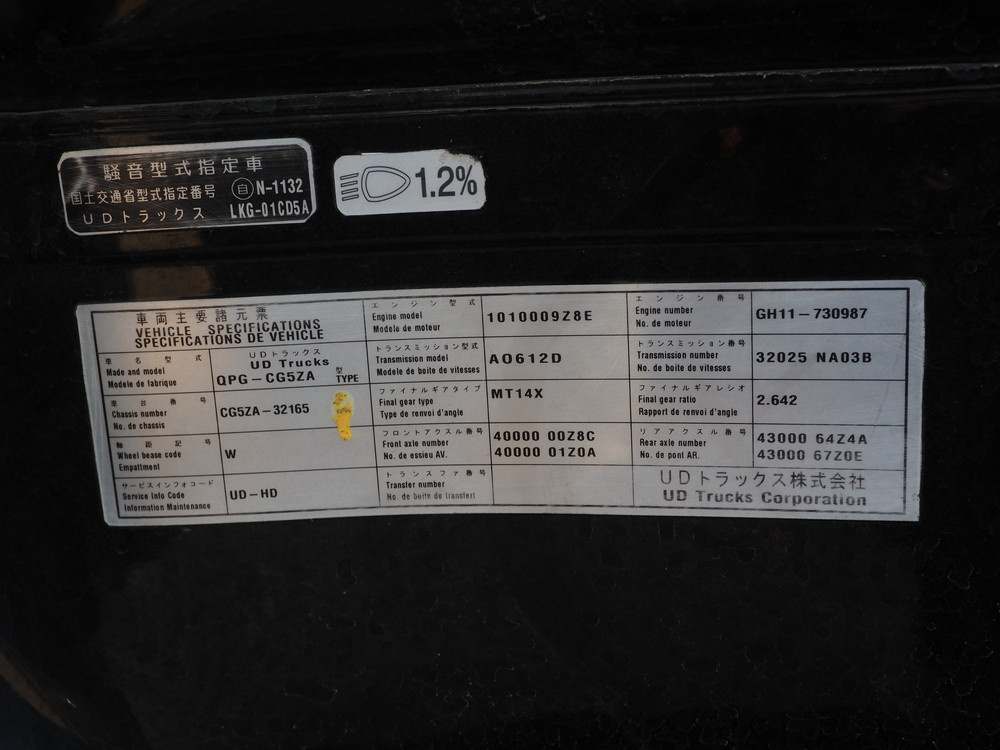 騒音型式指定車
国土交通省型式指定番号 自 N-1132
UDトラックス LKG-01CD5A
1.2%
車両主要諸元票
VEHICLE SPECIFICATIONS
SPECIFICATIONS DE VEHICLE
車名型式
Made and model
Modele de fabrique
UDトラックス
UD Trucks
QPG-CG5ZA 型 TYPE
車台番号
Chassis number
No. de chassis
CG5ZA-32165
軸距記号
Wheel bease code
Empattment
W
サービスインフォコード
Service Info Code
Information Maintenance
UD-HD
エンジン型式
Engine model
Modele de moteur
1010009Z8E
トランスミッション型式
Transmission model
Modele de boite de vitesses
AO612D
ファイナルギアタイプ
Final gear type
Type de renvoi d'angle
MT14X
フロントアクスル番号
Front axle number
No. de essieu AV.
40000 00Z8C
40000 01Z0A
トランスファ番号
Transfer number
No. de boite de transfert
エンジン番号
Engine number
No. de moteur
GH11-730987
トランスミッション番号
Transmission number
No. de boite de vitesses
32025 NA03B
ファイナルギアレシオ
Final gear ratio
Rapport de renvoi d'angle
2.642
リアアクスル番号
Rear axle number
No. de pont AR.
43000 64Z4A
43000 67Z0E
UDトラックス株式会社
UD Trucks Corporation